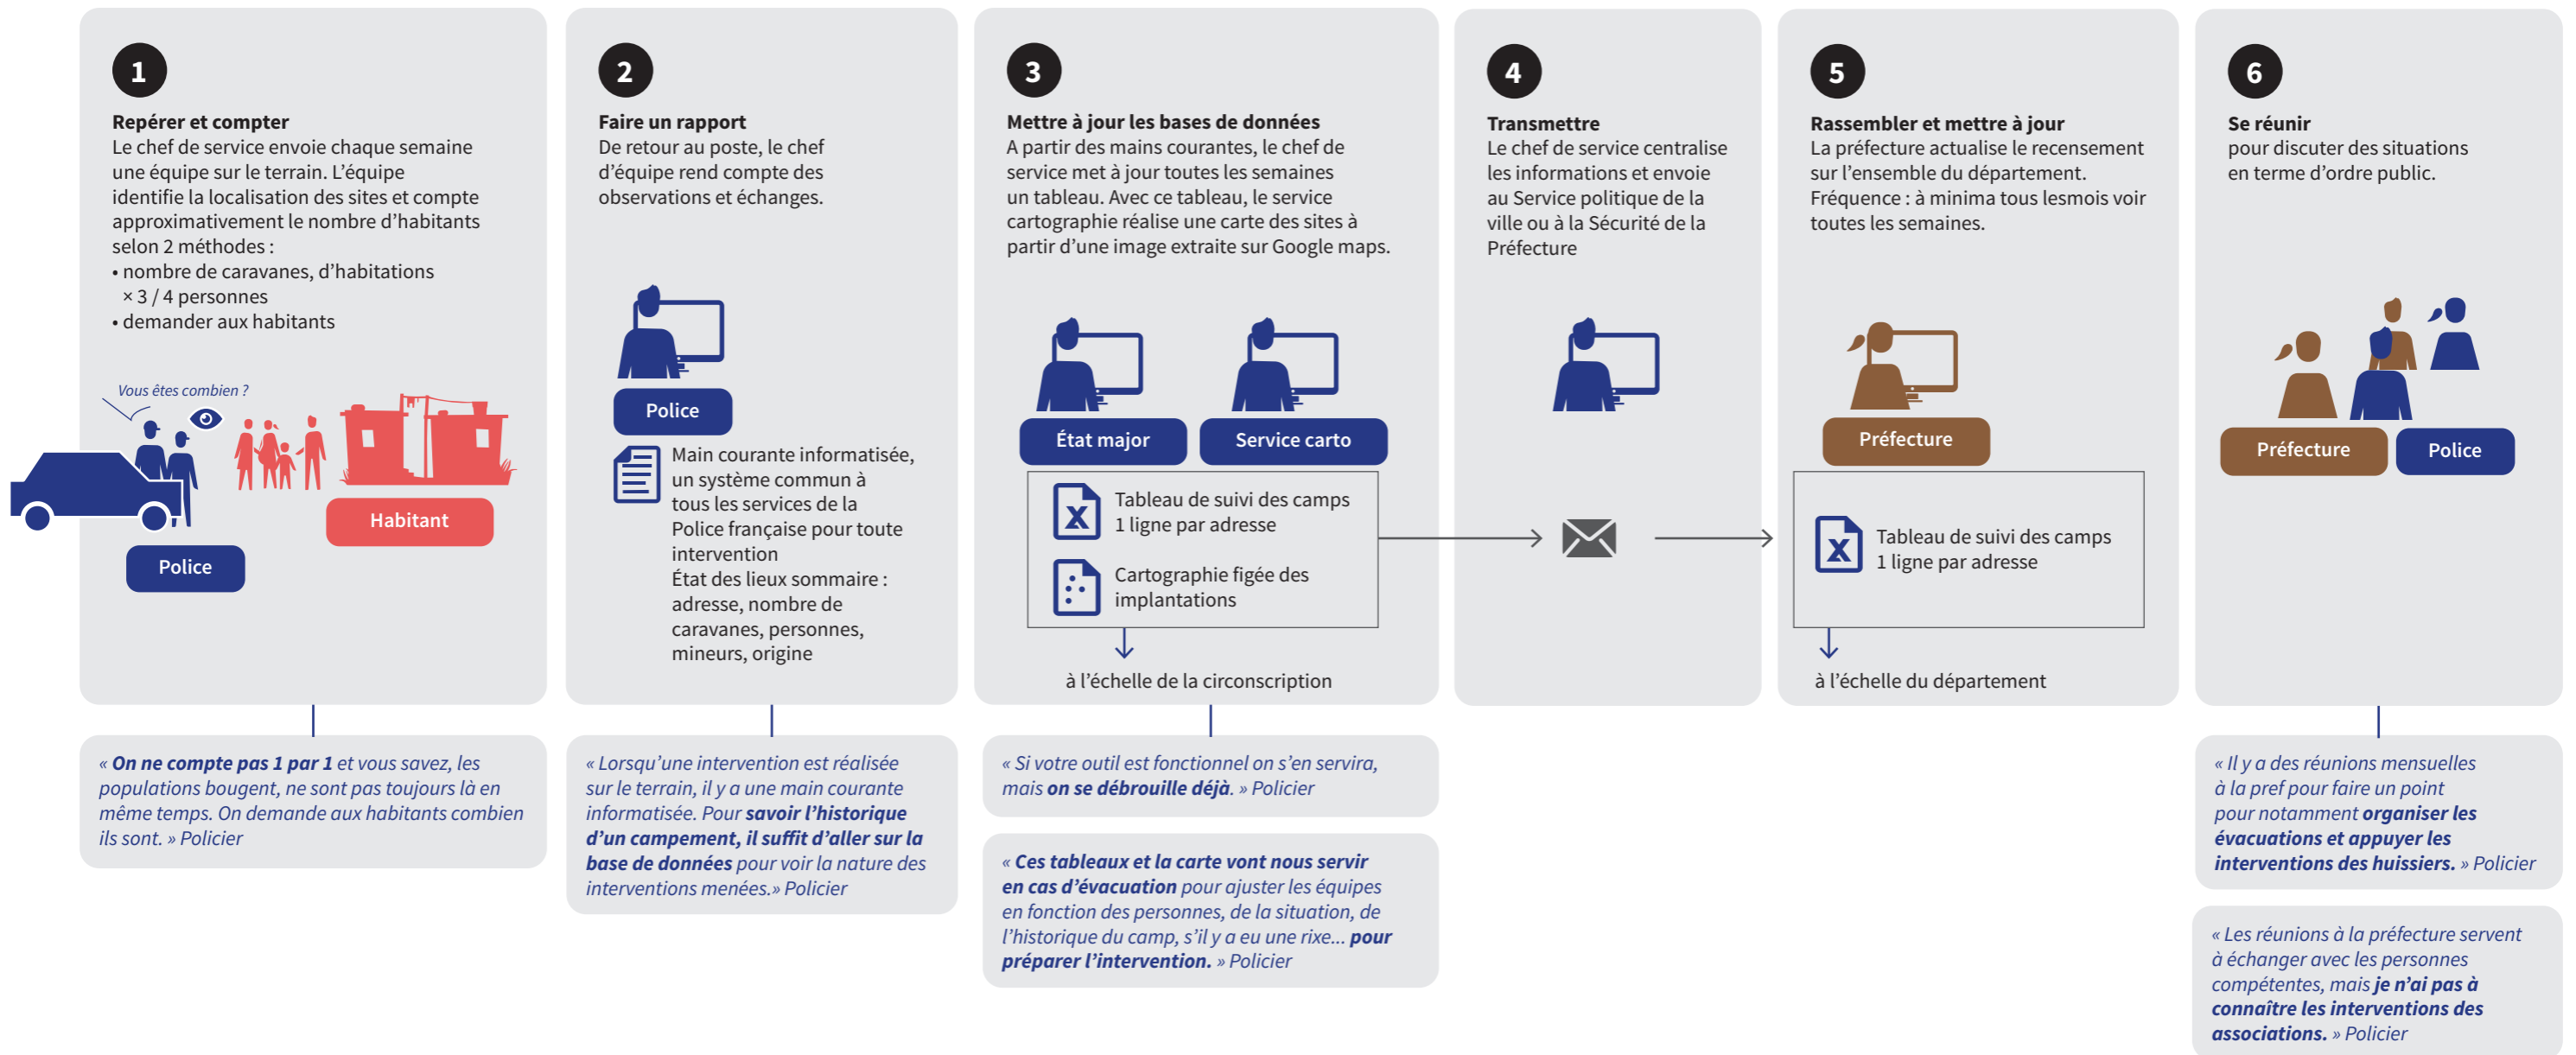 1
Repérer et compter
Le chef de service envoie chaque semaine
une équipe sur le terrain. L'équipe
identifie la localisation des sites et compte
approximativement le nombre d'habitants
selon 2 méthodes :
• nombre de caravanes, d'habitations
× 3 / 4 personnes
• demander aux habitants
Vous êtes combien ?
Habitant
Police
« On ne compte pas 1 par 1 et vous savez, les
populations bougent, ne sont pas toujours là en
même temps. On demande aux habitants combien
ils sont. » Policier
2
Faire un rapport
De retour au poste, le chef
d'équipe rend compte des
observations et échanges.
Police
Main courante informatisée,
un système commun à
tous les services de la
Police française pour toute
intervention
État des lieux sommaire :
adresse, nombre de
caravanes, personnes,
mineurs, origine
« Lorsqu'une intervention est réalisée
sur le terrain, il y a une main courante
informatisée. Pour savoir l'historique
d'un campement, il suffit d'aller sur la
base de données pour voir la nature des
interventions menées.» Policier
3
Mettre à jour les bases de données
A partir des mains courantes, le chef de
service met à jour toutes les semaines
un tableau. Avec ce tableau, le service
cartographie réalise une carte des sites à
partir d'une image extraite sur Google maps.
État major
Service carto
X
Tableau de suivi des camps
1 ligne par adresse
Cartographie figée des
implantations
à l'échelle de la circonscription
« Si votre outil est fonctionnel on s'en servira,
mais on se débrouille déjà. » Policier
« Ces tableaux et la carte vont nous servir
en cas d'évacuation pour ajuster les équipes
en fonction des personnes, de la situation, de
l'historique du camp, s'il y a eu une rixe... pour
préparer l'intervention. » Policier
4
Transmettre
Le chef de service centralise
les informations et envoie
au Service politique de la
ville ou à la Sécurité de la
Préfecture
5
Rassembler et mettre à jour
La préfecture actualise le recensement
sur l'ensemble du département.
Fréquence : à minima tous lesmois voir
toutes les semaines.
Préfecture
X
Tableau de suivi des camps
1 ligne par adresse
à l'échelle du département
6
Se réunir
pour discuter des situations
en terme d'ordre public.
Préfecture
Police
« Il y a des réunions mensuelles
à la pref pour faire un point
pour notamment organiser les
évacuations et appuyer les
interventions des huissiers. » Policier
« Les réunions à la préfecture servent
à échanger avec les personnes
compétentes, mais je n'ai pas à
connaître les interventions des
associations. » Policier